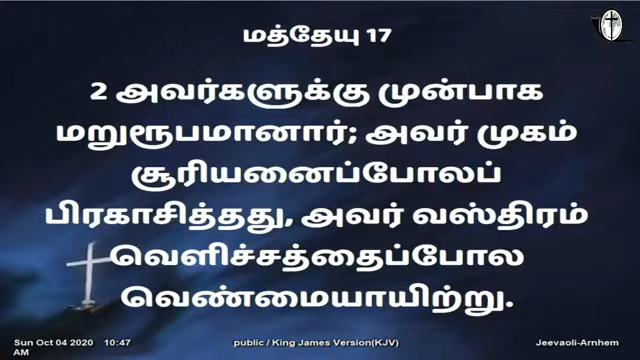 மத்தேயு 17
2 அவர்களுக்கு முன்பாக
மறுரூபமானார்; அவர் முகம்
சூரியனைப்போலப்
பிரகாசித்தது, அவர் வஸ்திரம்
வெளிச்சத்தைப்போல
வெண்மையாயிற்று.
Sun Oct 04 2020 10:47
AM
public / King James Version(KJV)
Jeevaoli-Arnhem